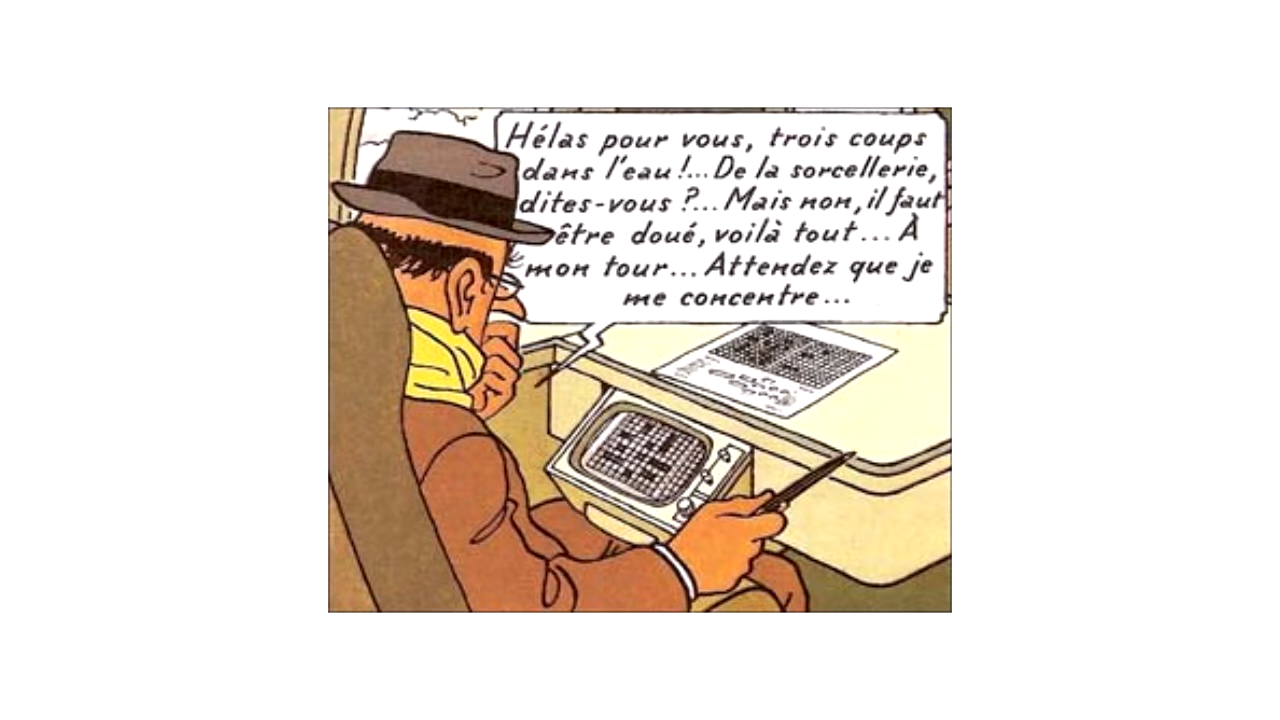 Hélas pour vous, trois coups
dans l'eau !... De la sorcellerie,
dites-vous ?... Mais non, il faut
être doué, voilà tout... À
mon tour... Attendez que je
me concentre...